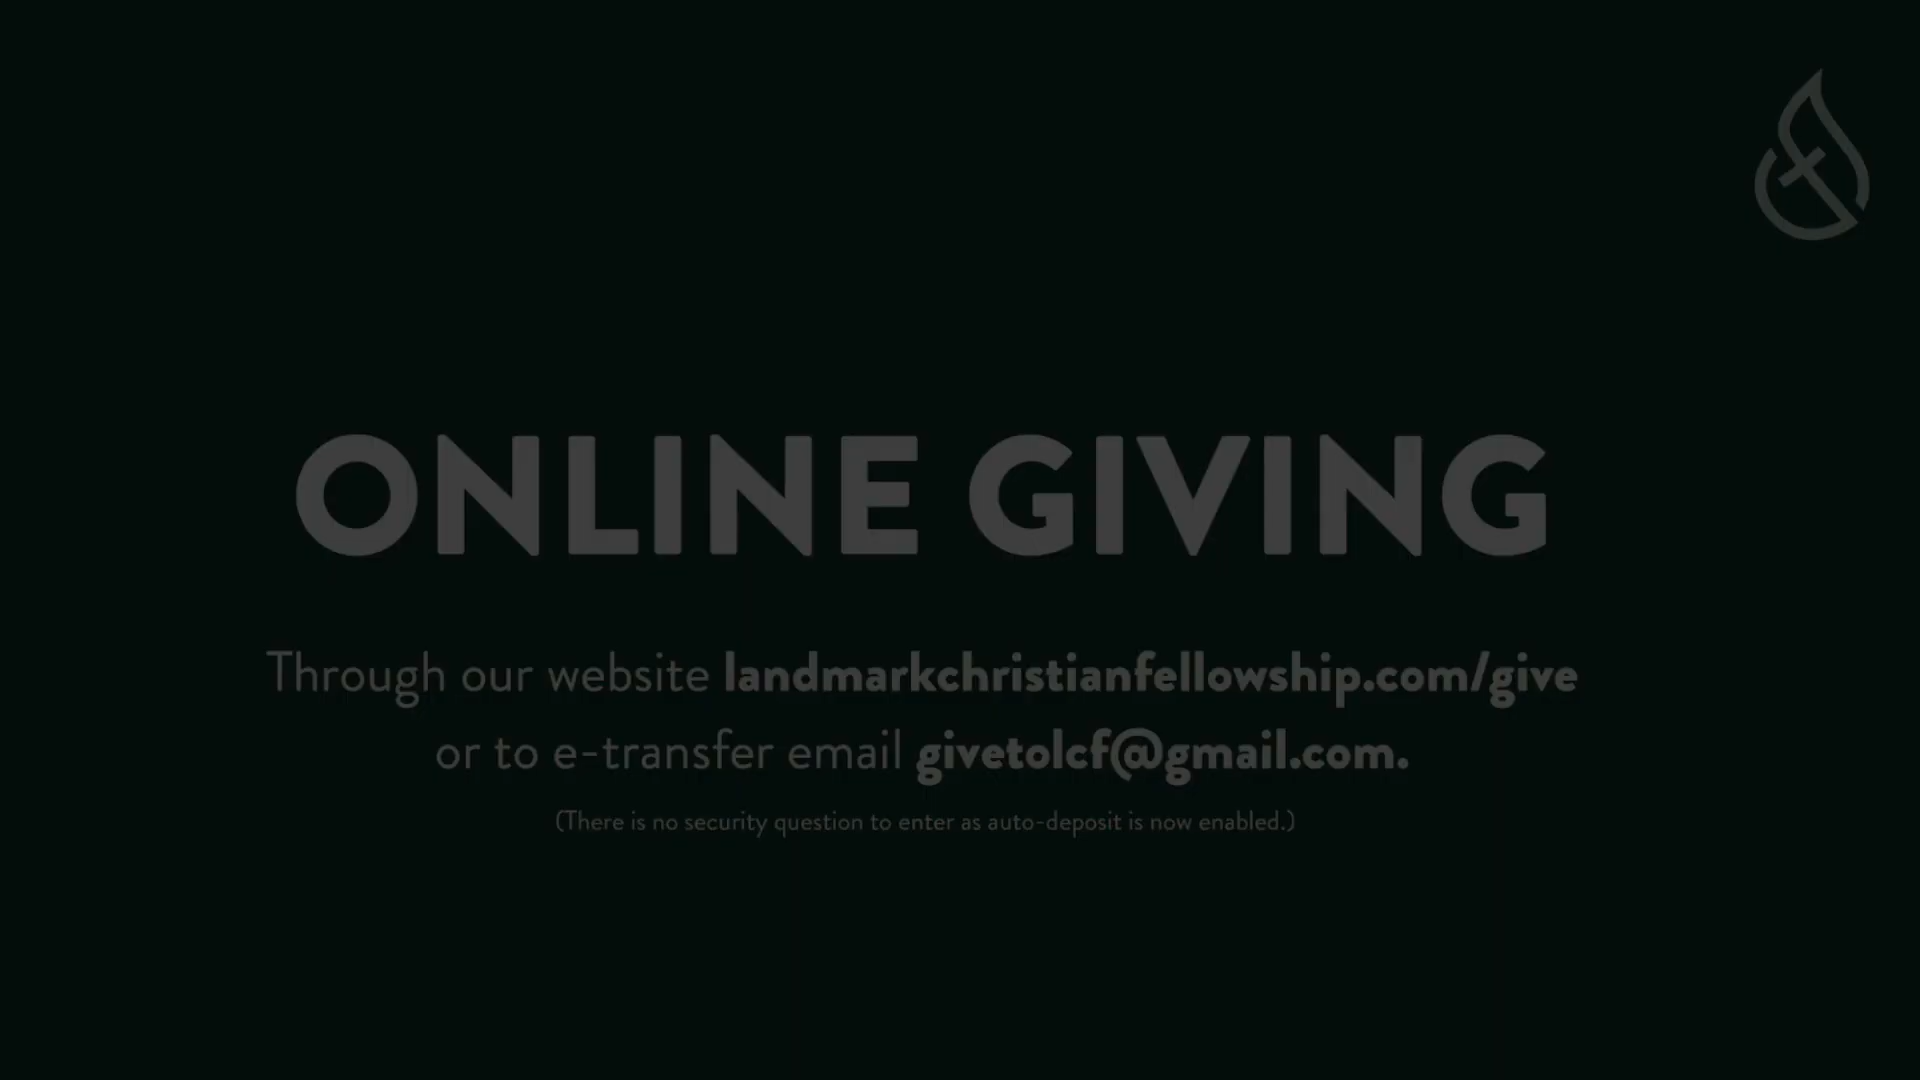 ONLINE GIVING
Through our website landmarkchristianfellowship.com/give
or to e-transfer email givetolcf@gmail.com.
(There is no security question to enter as auto-deposit is now enabled.)